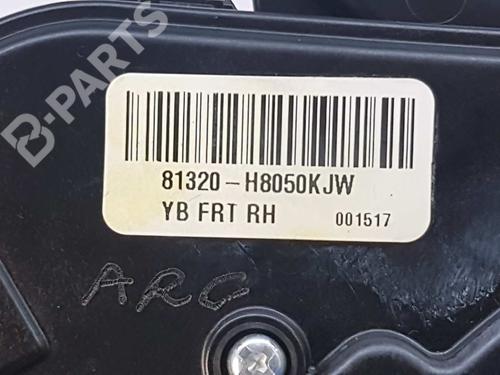 B-PARTS
81320-H8050KJW
YB FRT RH 001517
ARC